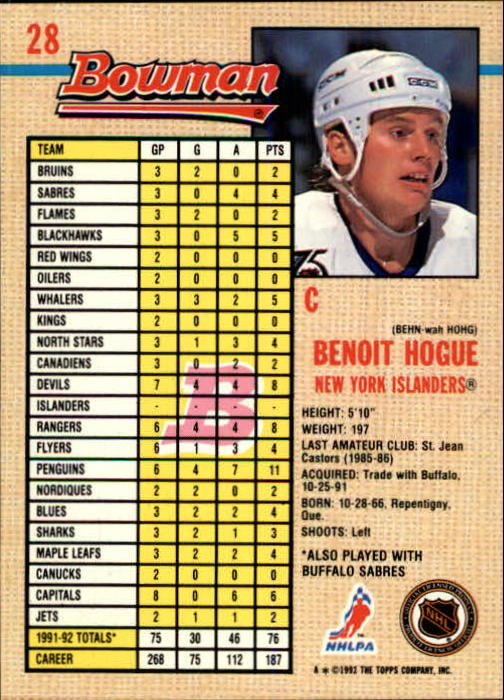 28
Bowman
CCM
CCM
75
TEAM GP G A PTS
BRUINS 3 2 0 2
SABRES 3 0 4 4
FLAMES 3 2 0 2
BLACKHAWKS 3 0 5 5
RED WINGS 2 0 0 0
OILERS 2 0 0 0
WHALERS 3 3 2 5
KINGS 2 0 0 0
NORTH STARS 3 1 3 4
CANADIENS 3 0 2 2
DEVILS 7 4 4 8
ISLANDERS - - - -
RANGERS 6 4 4 8
FLYERS 6 1 3 4
PENGUINS 6 4 7 11
NORDIQUES 2 2 0 2
BLUES 3 2 2 4
SHARKS 3 2 1 3
MAPLE LEAFS 3 2 2 4
CANUCKS 2 0 0 0
CAPITALS 8 0 6 6
JETS 2 1 1 2
1991-92 TOTALS* 75 30 46 76
CAREER 268 75 112 187
B
C
(BEHN-wah HOHG)
BENOIT HOGUE
NEW YORK ISLANDERS®
HEIGHT: 5'10"
WEIGHT: 197
LAST AMATEUR CLUB: St. Jean
Castors (1985-86)
ACQUIRED: Trade with Buffalo,
10-25-91
BORN: 10-28-66, Repentigny,
Que.
SHOOTS: Left
*ALSO PLAYED WITH
BUFFALO SABRES
NHLPA
NHL
A * ©1992 THE TOPPS COMPANY, INC.